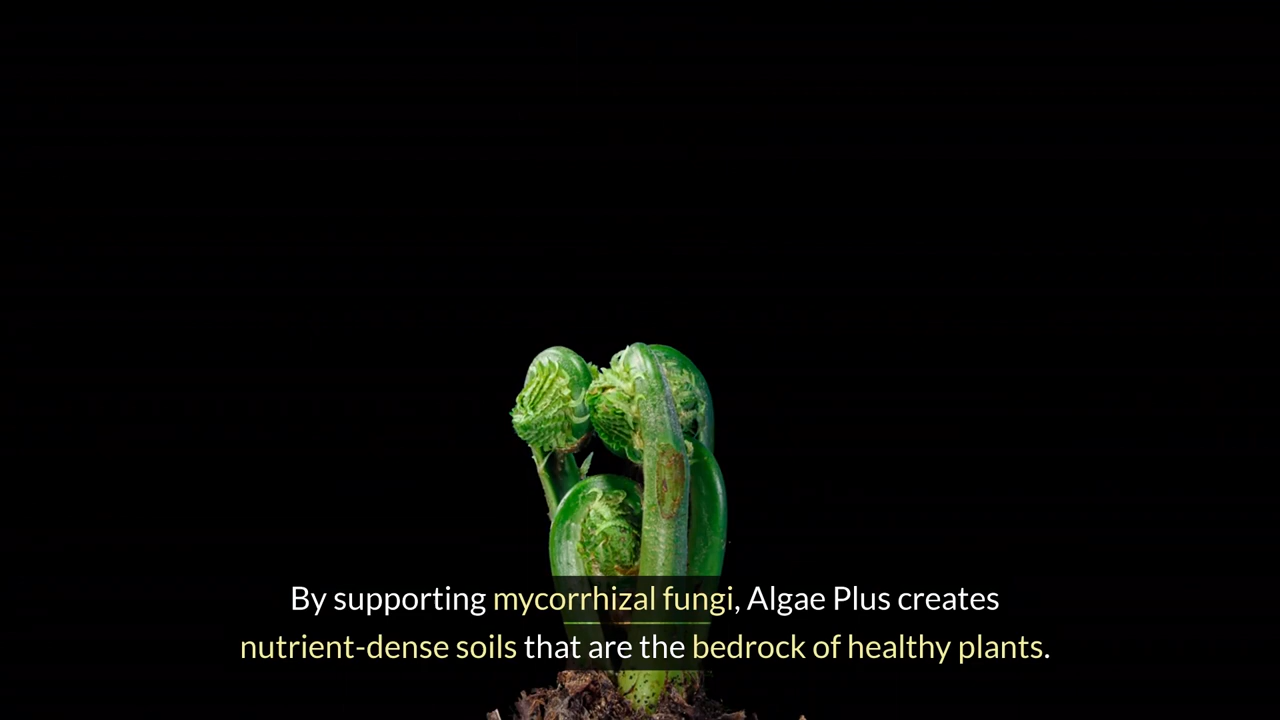 By supporting mycorrhizal fungi, Algae Plus creates
nutrient-dense soils that are the bedrock of healthy plants.